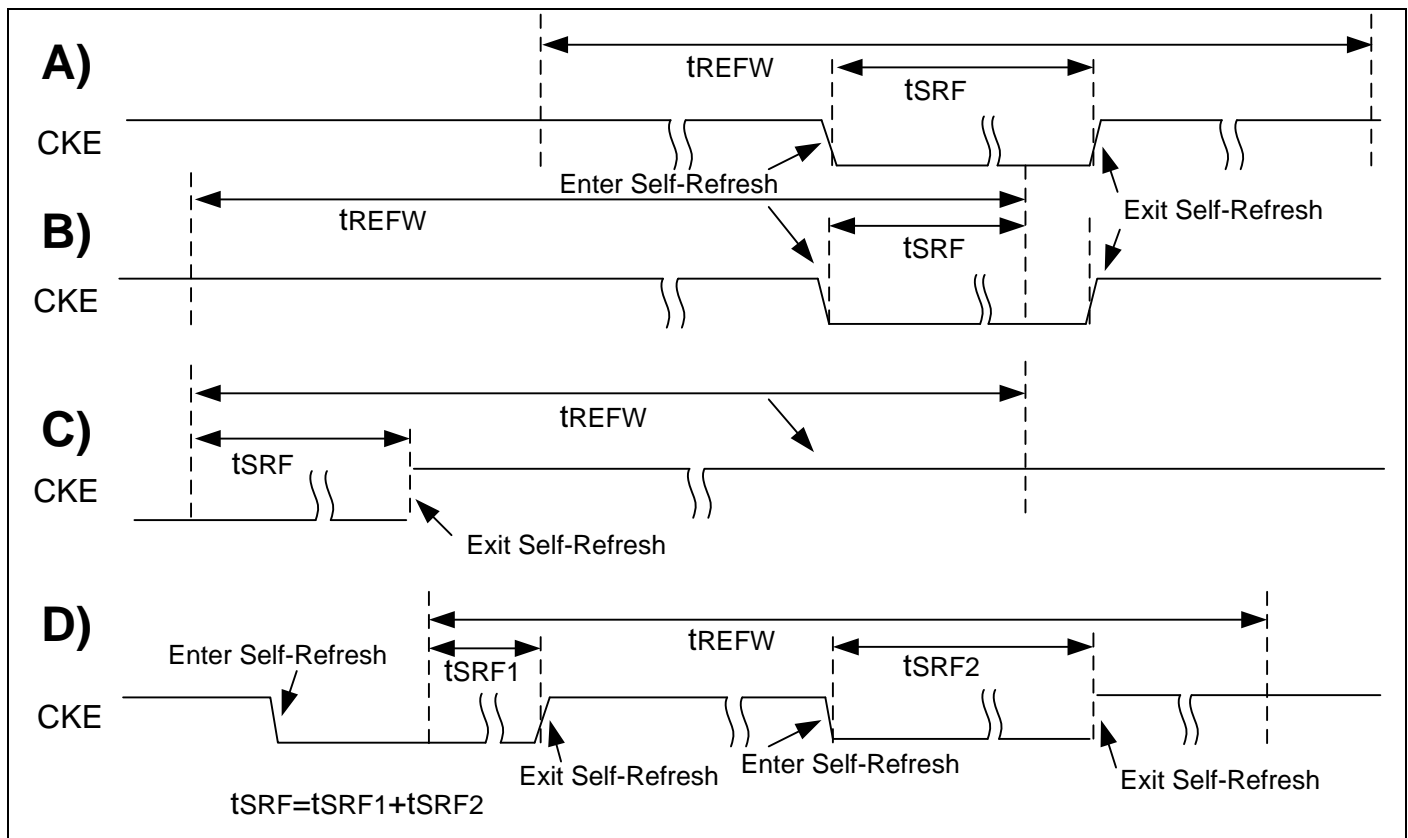 A)
tREFW
tSRF
CKE
Enter Self-Refresh
Exit Self-Refresh
B)
tREFW
tSRF
CKE
C)
tREFW
tSRF
CKE
Exit Self-Refresh
D)
tREFW
Enter Self-Refresh
tSRF1
tSRF2
CKE
Exit Self-Refresh
Enter Self-Refresh
Exit Self-Refresh
tSRF=tSRF1+tSRF2